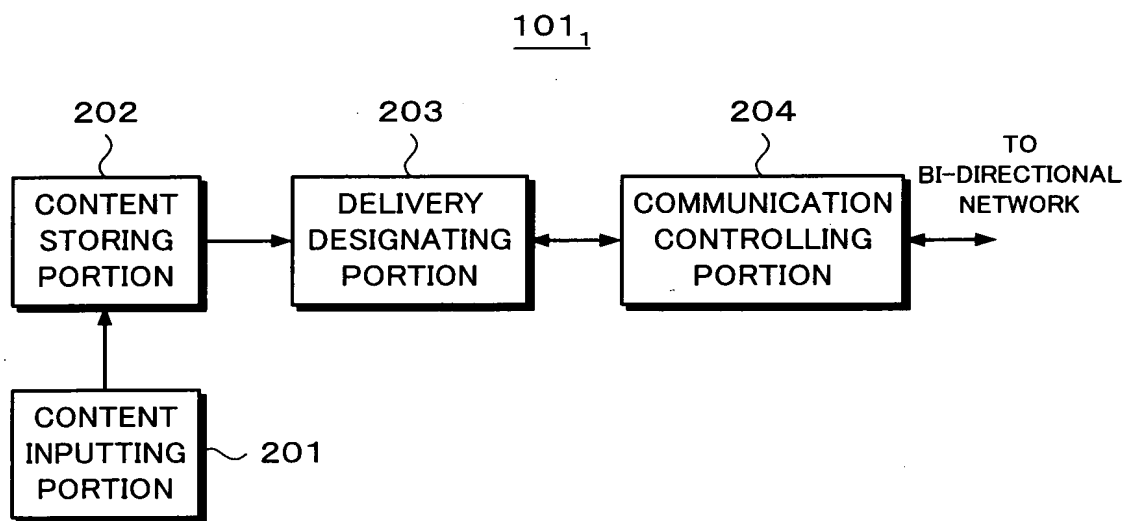 101₁
202
203
204
TO
BI-DIRECTIONAL
NETWORK
CONTENT
STORING
PORTION
DELIVERY
DESIGNATING
PORTION
COMMUNICATION
CONTROLLING
PORTION
CONTENT
INPUTTING
PORTION
201